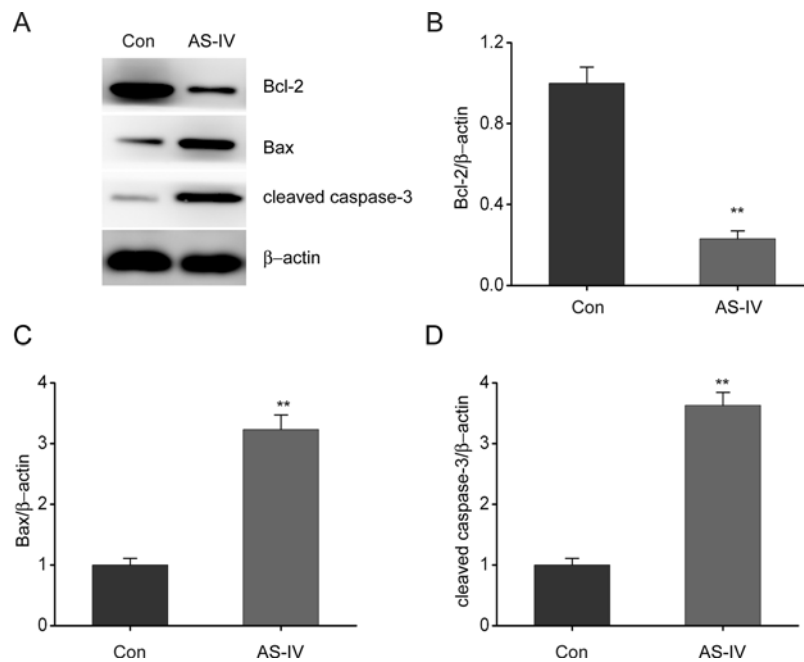 A
Con AS-IV
Bcl-2
Bax
cleaved caspase-3
β–actin
B
Bcl-2/β–actin
1.2
0.8
0.4
0.0
**
Con AS-IV
C
Bax/β–actin
4
3
2
1
0
**
Con AS-IV
D
cleaved caspase-3/β–actin
4
3
2
1
0
**
Con AS-IV